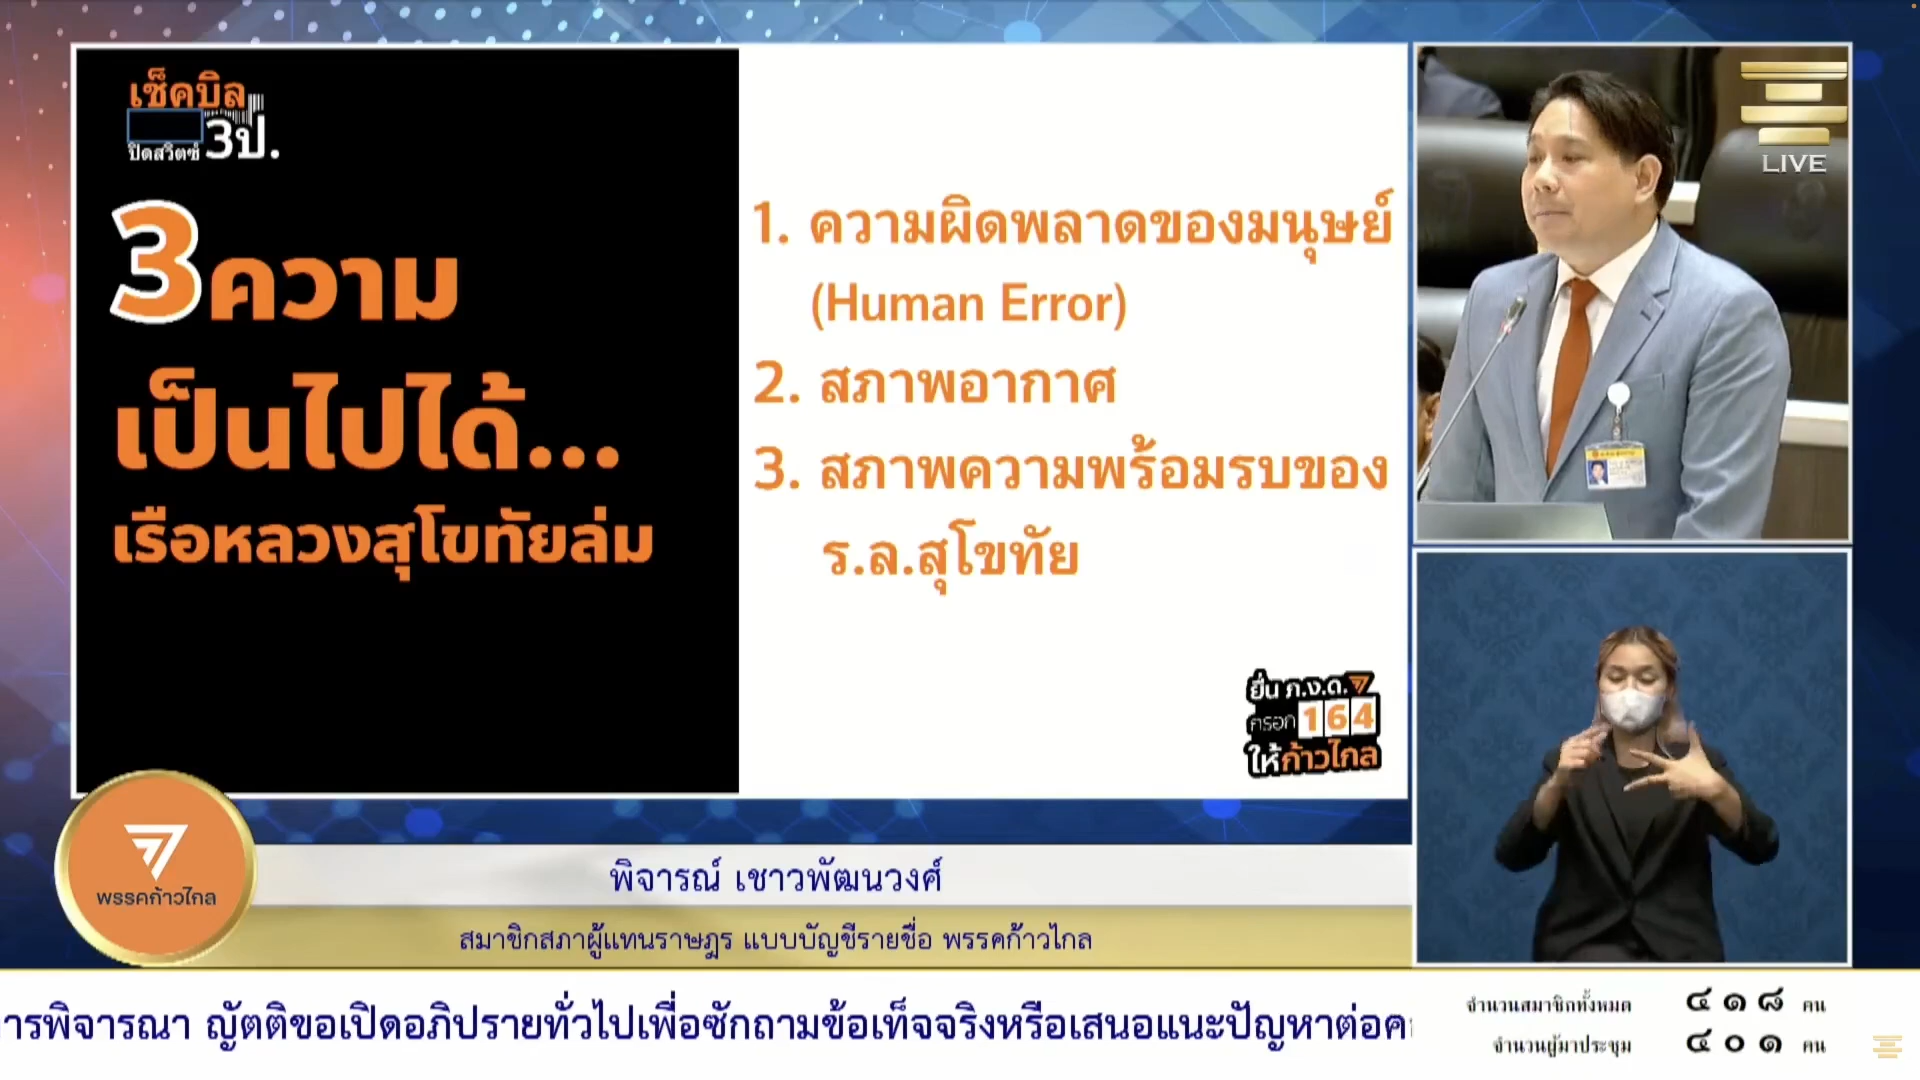 เช็คบิล
ปิดสวิตซ์ 3ป.
3ความ
เป็นไปได้...
เรือหลวงสุโขทัยล่ม
1. ความผิดพลาดของมนุษย์
(Human Error)
2. สภาพอากาศ
3. สภาพความพร้อมรบของ
ร.ล.สุโขทัย
ยื่น ภ.ง.ด.
กรอก 164
ให้ก้าวไกล
LIVE
พรรคก้าวไกล
พิจารณ์ เชาวพัฒนวงศ์
สมาชิกสภาผู้แทนราษฎร แบบบัญชีรายชื่อ พรรคก้าวไกล
ารพิจารณา ญัตติขอเปิดอภิปรายทั่วไปเพื่อซักถามข้อเท็จจริงหรือเสนอแนะปัญหาต่อค
จำนวนสมาชิกทั้งหมด ๔๑๘ คน
จำนวนผู้มาประชุม ๔๐๑ คน